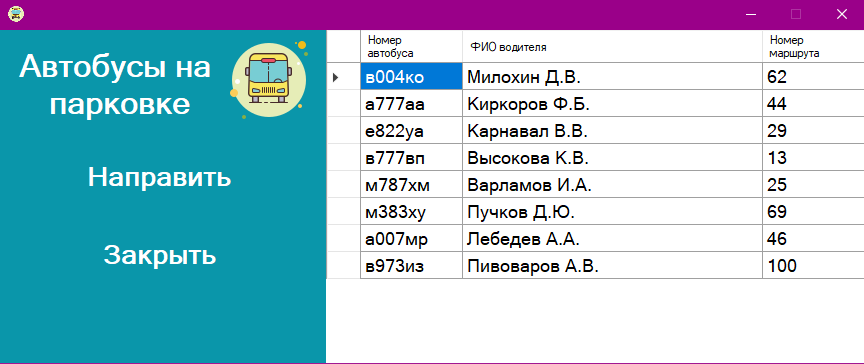 Автобусы на
парковке
Направить
Закрыть
Номер автобуса ФИО водителя Номер маршрута
в004ко Милохин Д.В. 62
а777аа Киркоров Ф.Б. 44
е822уа Карнавал В.В. 29
в777вп Высокова К.В. 13
м787хм Варламов И.А. 25
м383ху Пучков Д.Ю. 69
а007мр Лебедев А.А. 46
в973из Пивоваров А.В. 100